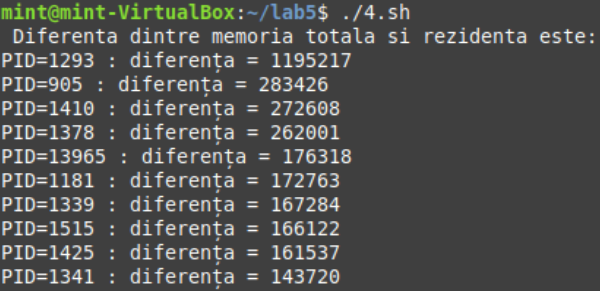 mint@mint-VirtualBox:~/lab5$ ./4.sh
Diferenta dintre memoria totala si rezidenta este:
PID=1293 : diferența = 1195217
PID=905 : diferența = 283426
PID=1410 : diferența = 272608
PID=1378 : diferența = 262001
PID=13965 : diferența = 176318
PID=1181 : diferența = 172763
PID=1339 : diferența = 167284
PID=1515 : diferența = 166122
PID=1425 : diferența = 161537
PID=1341 : diferența = 143720